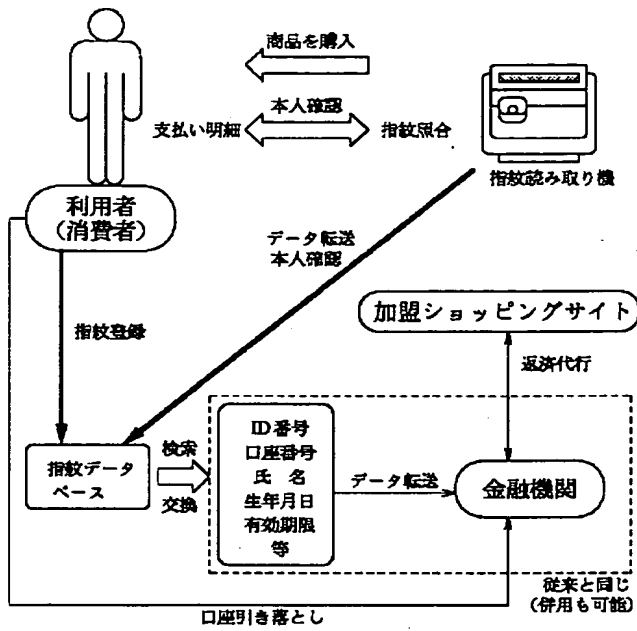 商品を購入
本人確認
支払い明細
指紋照合
指紋読み取り機
利用者
(消費者)
データ転送
本人確認
加盟ショッピングサイト
指紋登録
返済代行
ID番号
口座番号
氏 名
生年月日
有効期限
等
検索
交換
指紋データ
ベース
データ転送
金融機関
従来と同じ
(併用も可能)
口座引き落とし